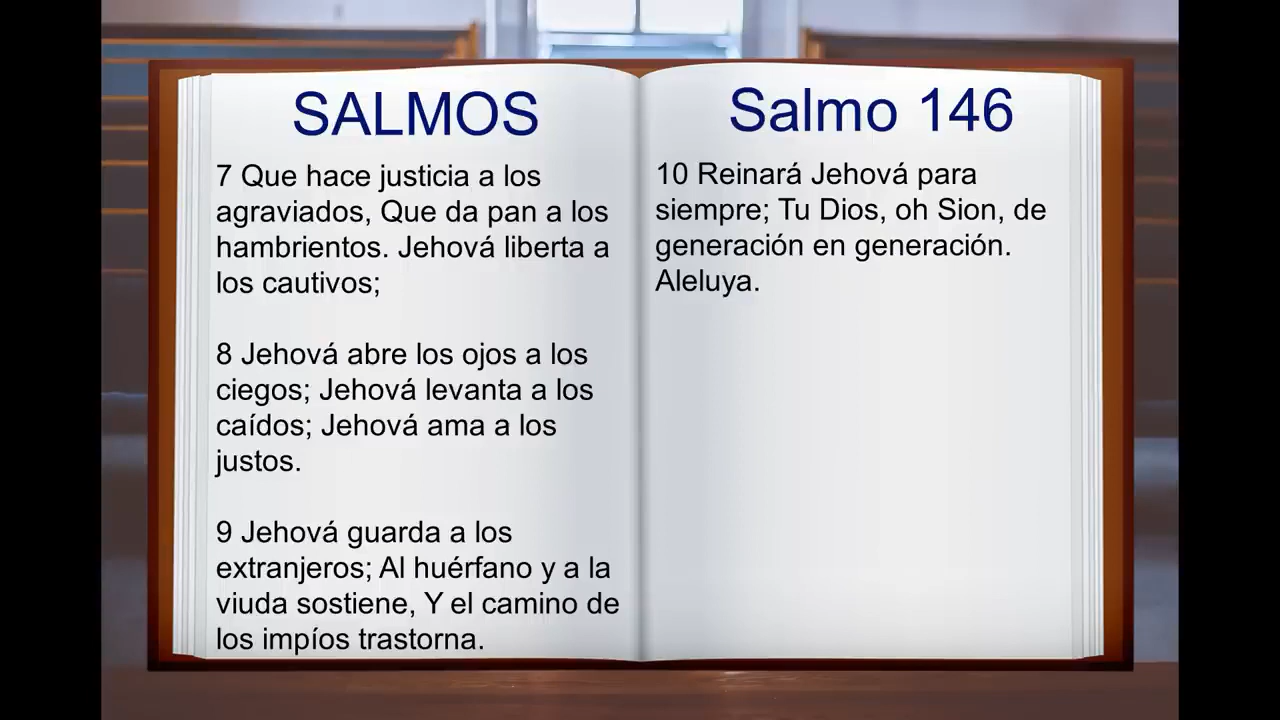 SALMOS
7 Que hace justicia a los
agraviados, Que da pan a los
hambrientos. Jehová liberta a
los cautivos;
8 Jehová abre los ojos a los
ciegos; Jehová levanta a los
caídos; Jehová ama a los
justos.
9 Jehová guarda a los
extranjeros; Al huérfano y a la
viuda sostiene, Y el camino de
los impíos trastorna.
Salmo 146
10 Reinará Jehová para
siempre; Tu Dios, oh Sion, de
generación en generación.
Aleluya.